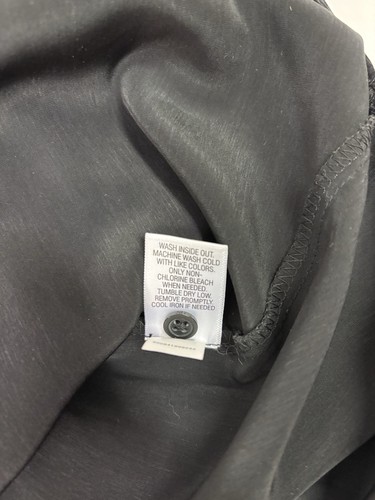 WASH INSIDE OUT.
MACHINE WASH COLD
WITH LIKE COLORS.
ONLY NON-
CHLORINE BLEACH
WHEN NEEDED.
TUMBLE DRY LOW.
REMOVE PROMPTLY.
COOL IRON IF NEEDED